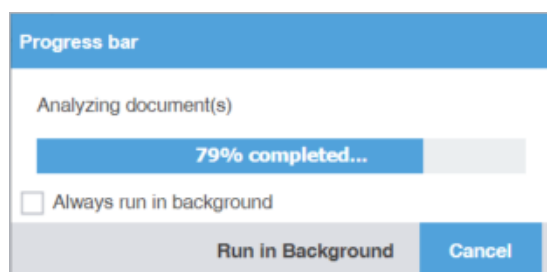 Progress bar
Analyzing document(s)
79% completed...
Always run in background
Run in Background Cancel